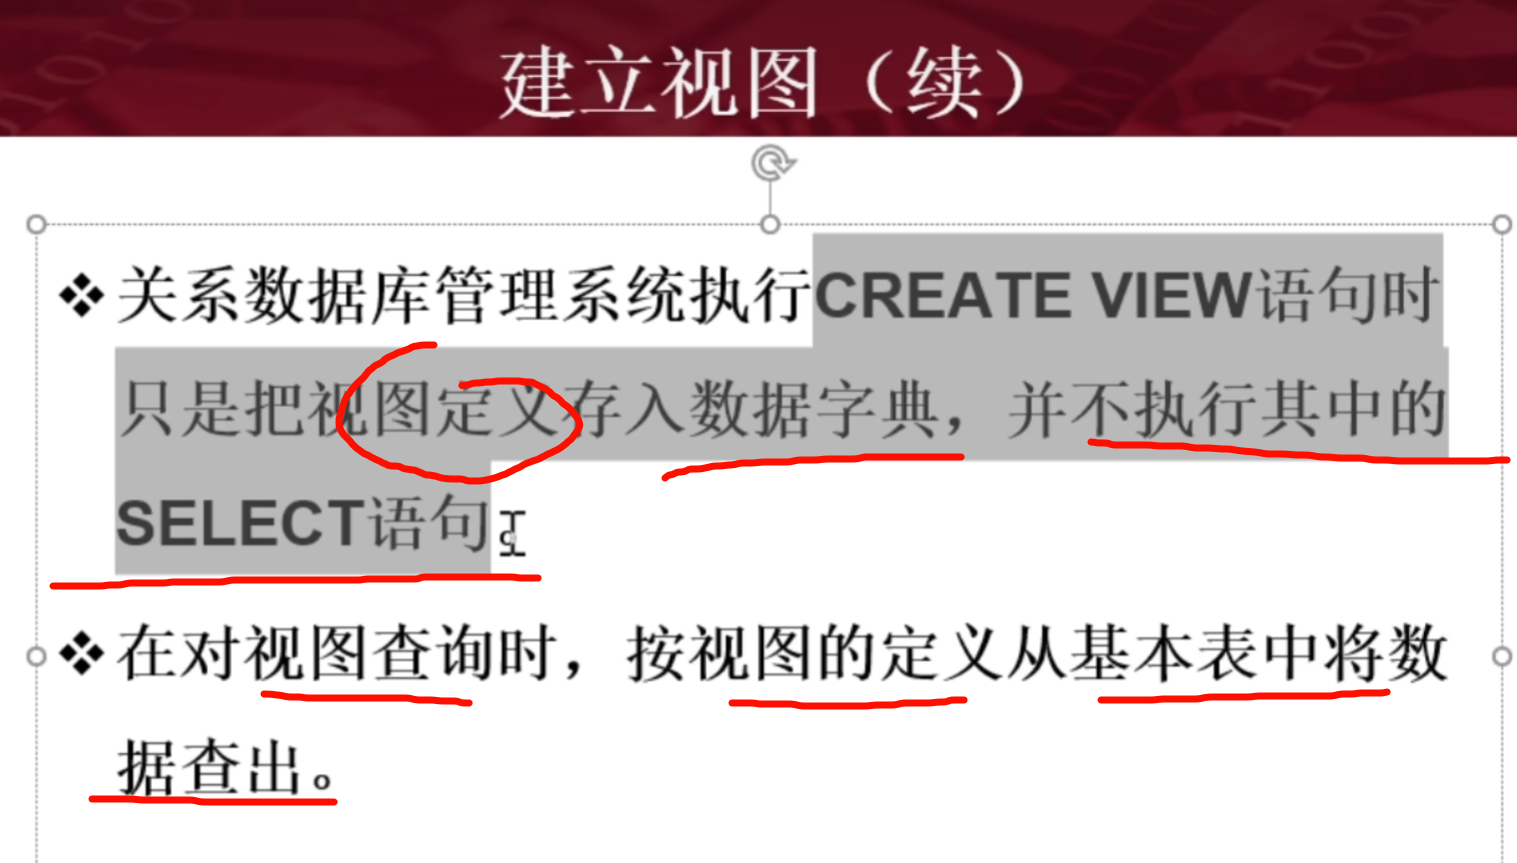 建立视图（续）
❖关系数据库管理系统执行CREATE VIEW语句时
只是把视图定义存入数据字典，并不执行其中的
SELECT语句。
❖在对视图查询时，按视图的定义从基本表中将数
据查出。